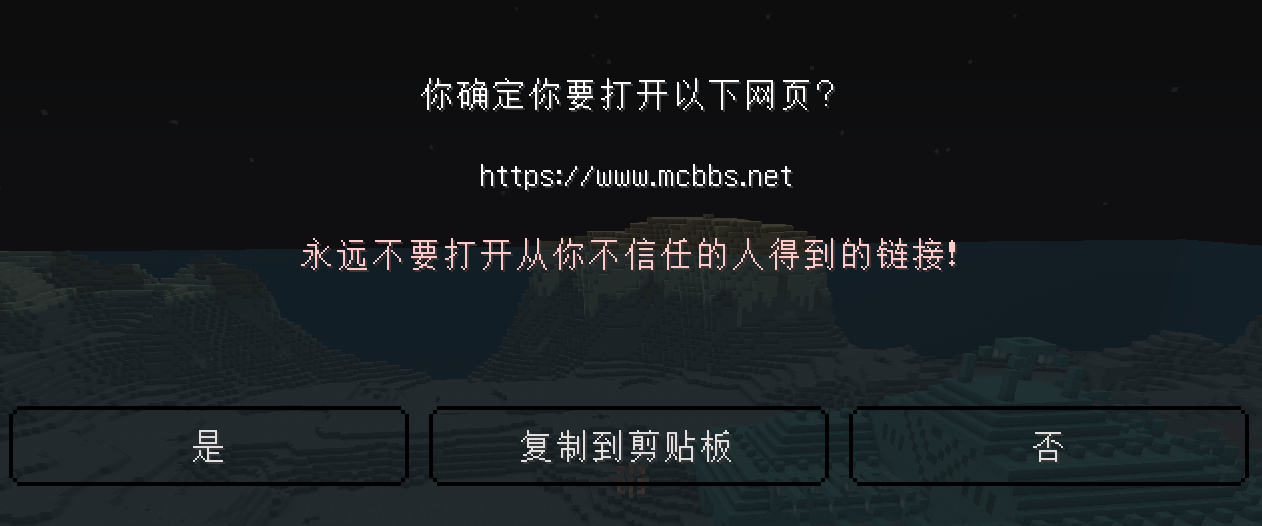 你确定你要打开以下网页?
https://www.mcbbs.net
永远不要打开从你不信任的人得到的链接!
是
复制到剪贴板
否